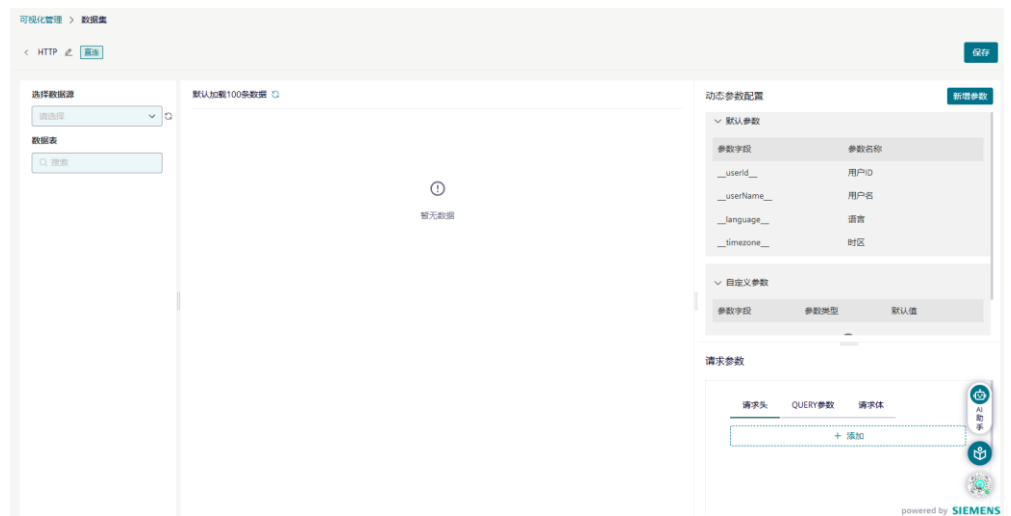 可视化管理 > 数据集
< HTTP 直连
保存
选择数据源
请选择
数据表
搜索
默认加载100条数据
暂无数据
动态参数配置
新增参数
默认参数
参数字段 参数名称
__userId__ 用户ID
__userName__ 用户名
__language__ 语言
__timezone__ 时区
自定义参数
参数字段 参数类型 默认值
请求参数
请求头 QUERY参数 请求体
+ 添加
AI
助
手
powered by SIEMENS